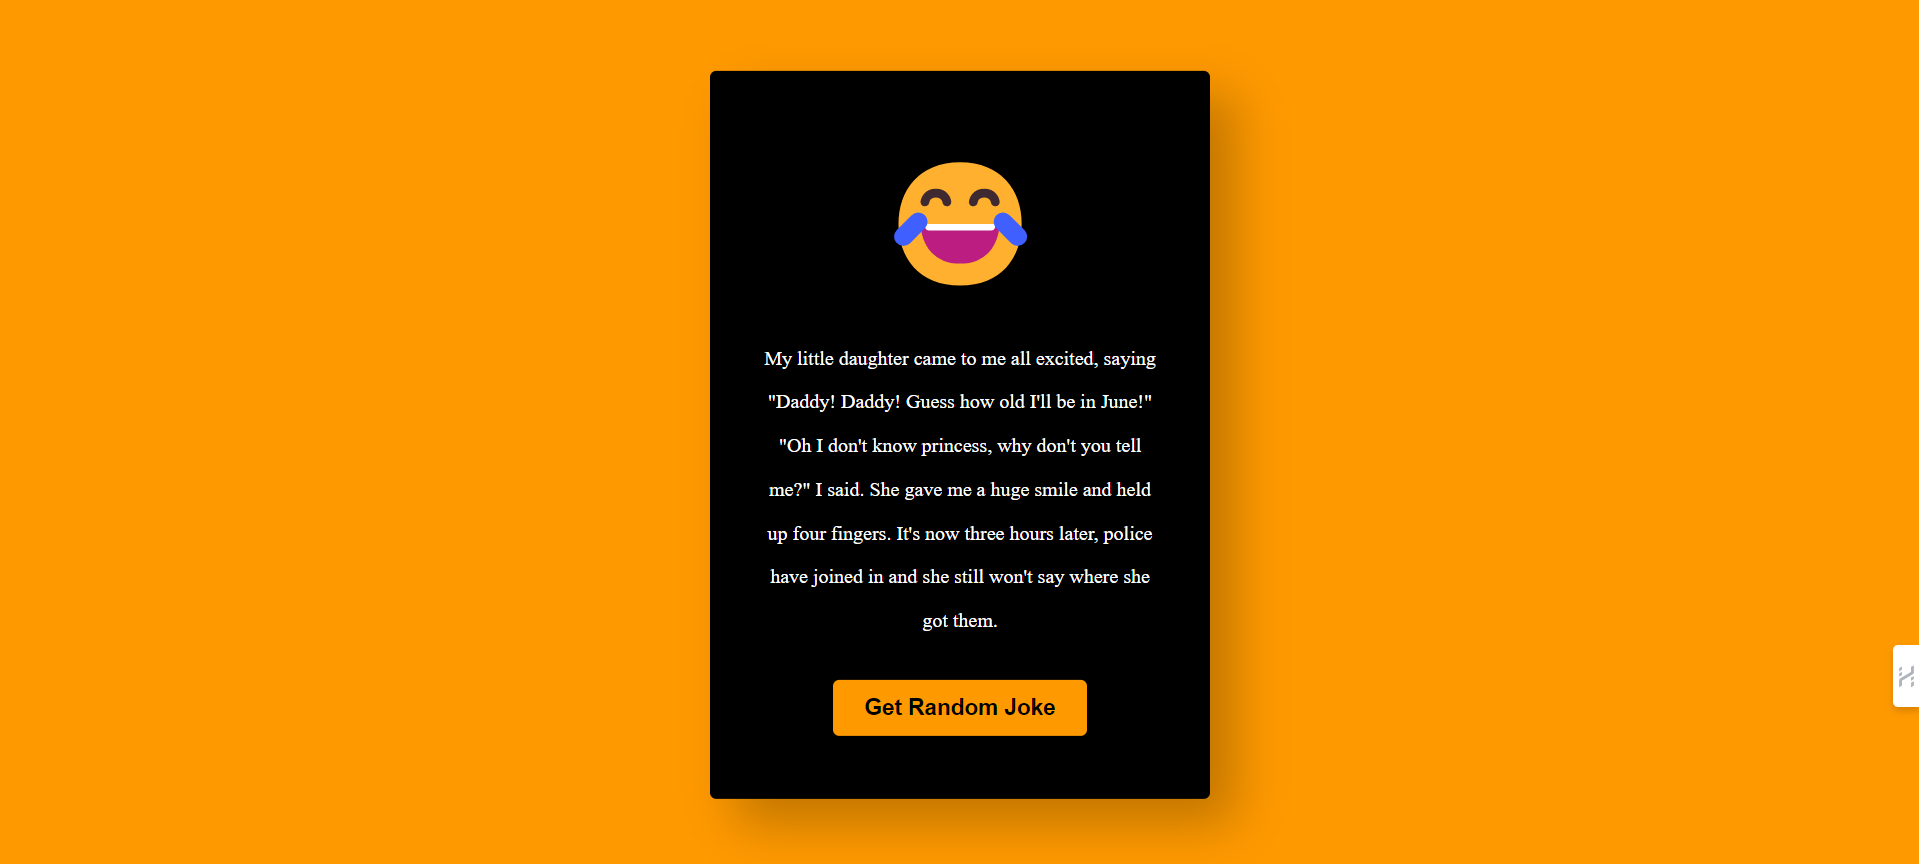 My little daughter came to me all excited, saying
"Daddy! Daddy! Guess how old I'll be in June!"
"Oh I don't know princess, why don't you tell
me?" I said. She gave me a huge smile and held
up four fingers. It's now three hours later, police
have joined in and she still won't say where she
got them.
Get Random Joke